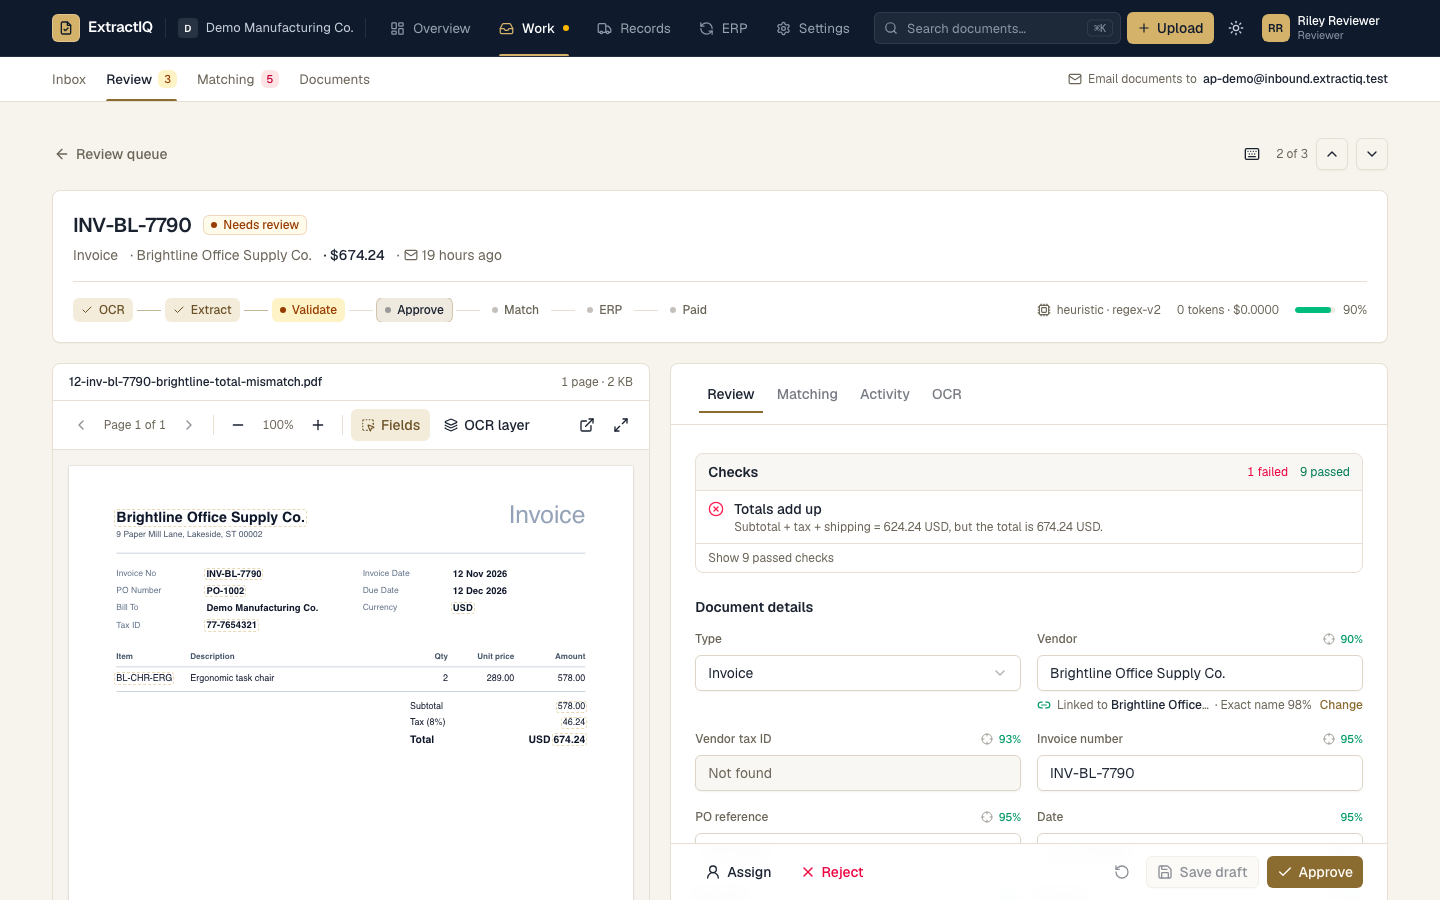 ExtractIQ
D Demo Manufacturing Co.
Overview
Work
Records
ERP
Settings
Search documents...
⌘K
Upload
RR
Riley Reviewer
Reviewer
Inbox
Review 3
Matching 5
Documents
Email documents to ap-demo@inbound.extractiq.test
Review queue
2 of 3
INV-BL-7790
Needs review
Invoice · Brightline Office Supply Co. · $674.24 · 19 hours ago
OCR
Extract
Validate
Approve
Match
ERP
Paid
heuristic · regex-v2
0 tokens · $0.0000
90%
12-inv-bl-7790-brightline-total-mismatch.pdf
1 page · 2 KB
Page 1 of 1
100%
Fields
OCR layer
Brightline Office Supply Co.
Invoice
9 Paper Mill Lane, Lakeside, ST 00002
Invoice No INV-BL-7790 Invoice Date 12 Nov 2026
PO Number PO-1002 Due Date 12 Dec 2026
Bill To Demo Manufacturing Co. Currency USD
Tax ID 77-7654321
Item Description Qty Unit price Amount
BL-CHR-ERG Ergonomic task chair 2 289.00 578.00
Subtotal 578.00
Tax (8%) 46.24
Total USD 674.24
Review
Matching
Activity
OCR
Checks
1 failed 9 passed
Totals add up
Subtotal + tax + shipping = 624.24 USD, but the total is 674.24 USD.
Show 9 passed checks
Document details
Type
Invoice
Vendor 90%
Brightline Office Supply Co.
Linked to Brightline Office... · Exact name 98% Change
Vendor tax ID 93%
Not found
Invoice number 95%
INV-BL-7790
PO reference 95%
Date 95%
Assign
Reject
Save draft
Approve